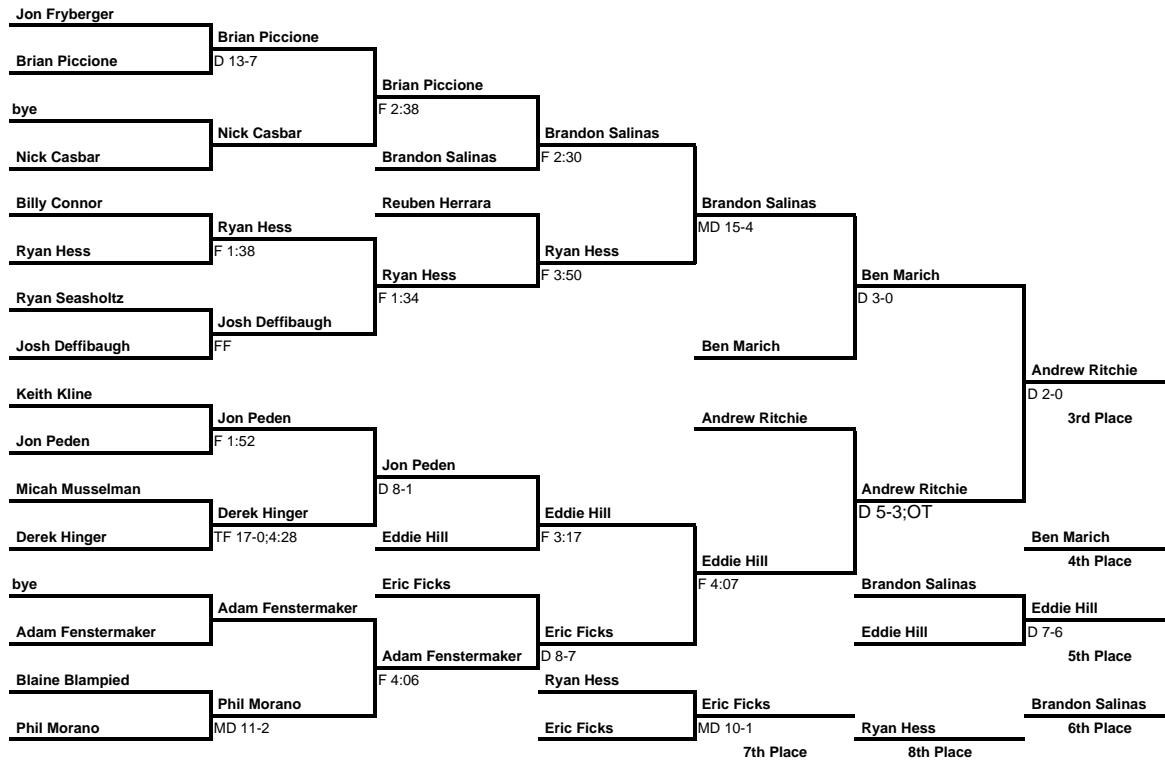 Jon Fryberger
Brian Piccione
Brian Piccione
D 13-7
Brian Piccione
bye
F 2:38
Nick Casbar
Brandon Salinas
Nick Casbar
Brandon Salinas
F 2:30
Billy Connor
Reuben Herrara
Brandon Salinas
Ryan Hess
MD 15-4
Ryan Hess
F 1:38
Ryan Hess
Ryan Hess
F 3:50
Ben Marich
Ryan Seasholtz
F 1:34
D 3-0
Josh Deffibaugh
Josh Deffibaugh
FF
Ben Marich
Andrew Ritchie
Keith Kline
D 2-0
Jon Peden
Andrew Ritchie
3rd Place
Jon Peden
F 1:52
Jon Peden
Micah Musselman
D 8-1
Andrew Ritchie
Derek Hinger
Eddie Hill
D 5-3;OT
Derek Hinger
TF 17-0;4:28
Eddie Hill
F 3:17
Ben Marich
Eddie Hill
4th Place
bye
Eric Ficks
F 4:07
Brandon Salinas
Adam Fenstermaker
Eddie Hill
Adam Fenstermaker
Eric Ficks
Eddie Hill
D 7-6
Adam Fenstermaker
D 8-7
5th Place
Blaine Blampied
F 4:06
Ryan Hess
Phil Morano
Eric Ficks
Brandon Salinas
Phil Morano
MD 11-2
Eric Ficks
MD 10-1
Ryan Hess
6th Place
7th Place
8th Place